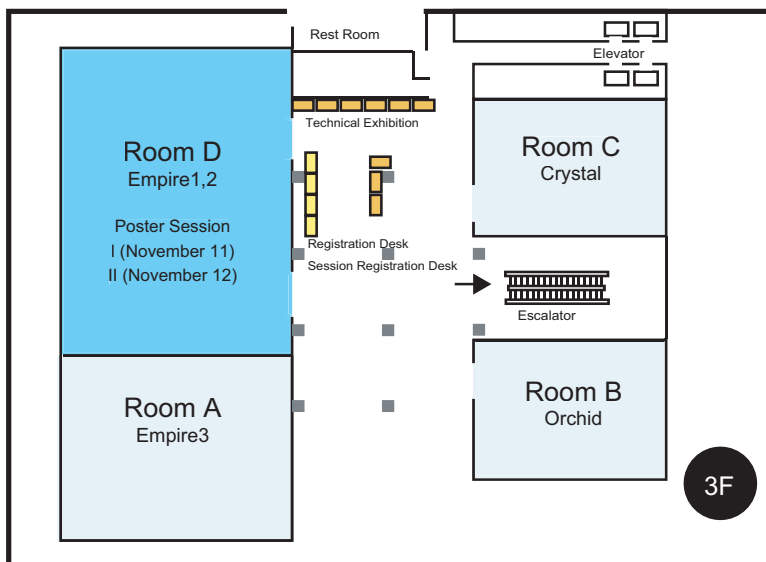 Rest Room
Elevator
Technical Exhibition
Room D
Empire1,2
Poster Session
I (November 11)
II (November 12)
Room C
Crystal
Registration Desk
Session Registration Desk
Escalator
Room A
Empire3
Room B
Orchid
3F